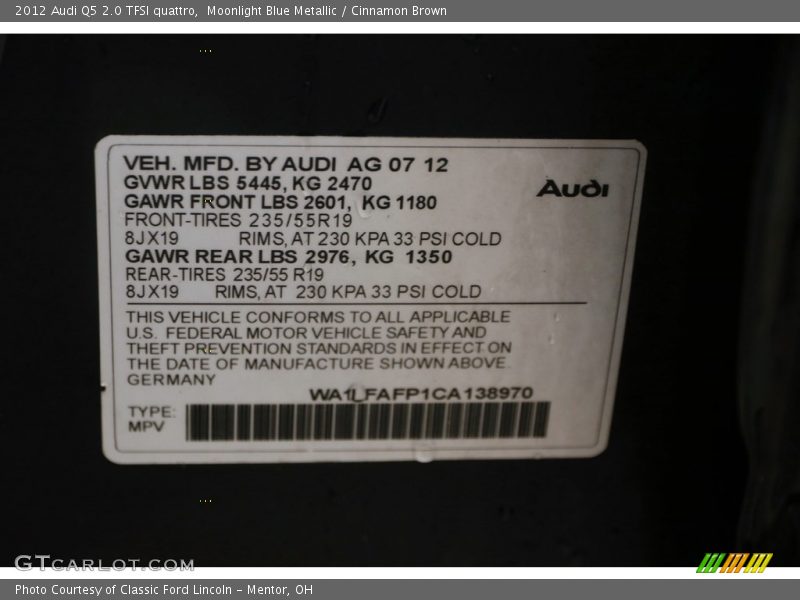 2012 Audi Q5 2.0 TFSI quattro,  Moonlight Blue Metallic / Cinnamon Brown
VEH. MFD. BY AUDI AG 07 12
GVWR LBS 5445, KG 2470
Audi
GAWR FRONT LBS 2601, KG 1180
FRONT-TIRES 235/55R19
8JX19 RIMS, AT 230 KPA 33 PSI COLD
GAWR REAR LBS 2976, KG 1350
REAR-TIRES 235/55 R19
8JX19 RIMS, AT 230 KPA 33 PSI COLD
THIS VEHICLE CONFORMS TO ALL APPLICABLE
U.S. FEDERAL MOTOR VEHICLE SAFETY AND
THEFT PREVENTION STANDARDS IN EFFECT ON
THE DATE OF MANUFACTURE SHOWN ABOVE.
GERMANY
WA1LFAFP1CA138970
TYPE:
MPV
GTCARLOT.COM
Photo Courtesy of Classic Ford Lincoln - Mentor, OH